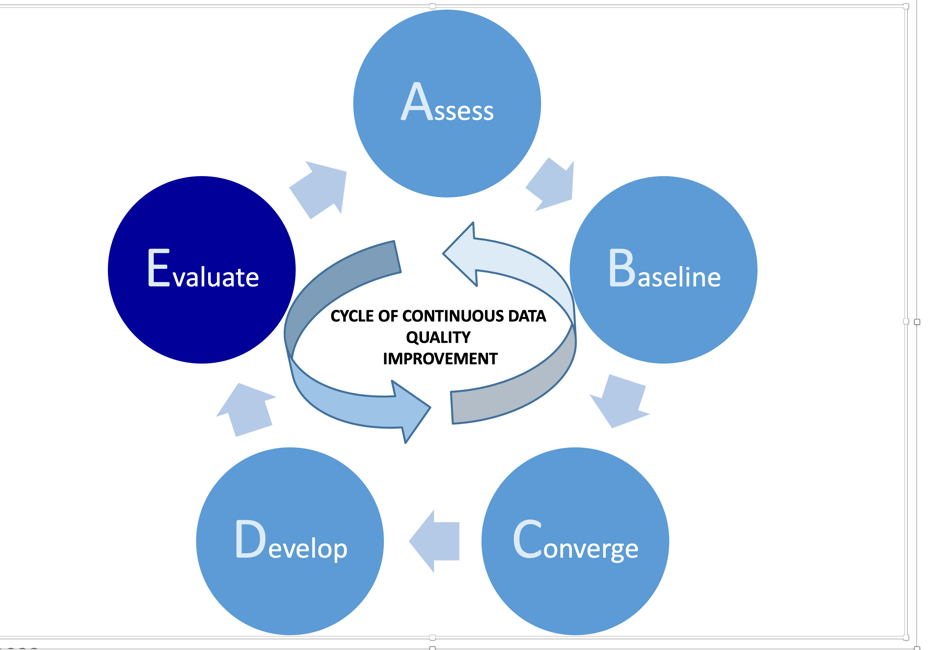 Assess
Evaluate
Baseline
CYCLE OF CONTINUOUS DATA
QUALITY
IMPROVEMENT
Develop
Converge